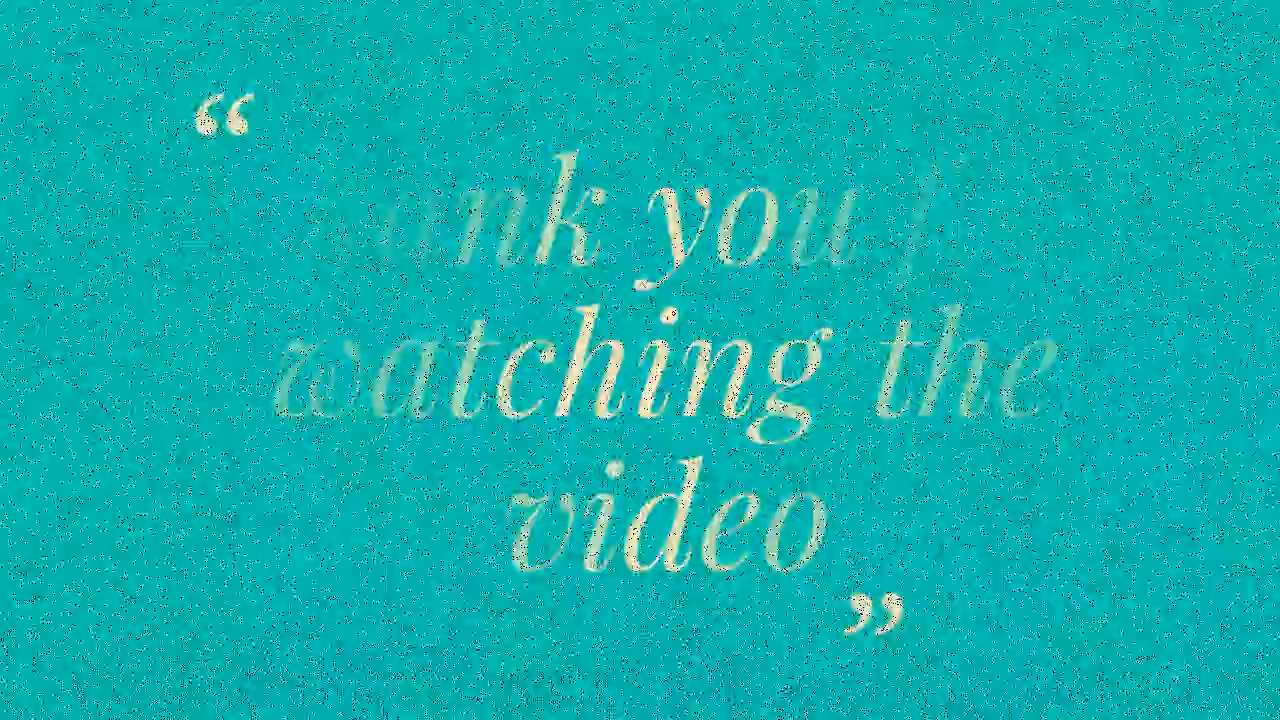 “
ank you
watching the
video
”